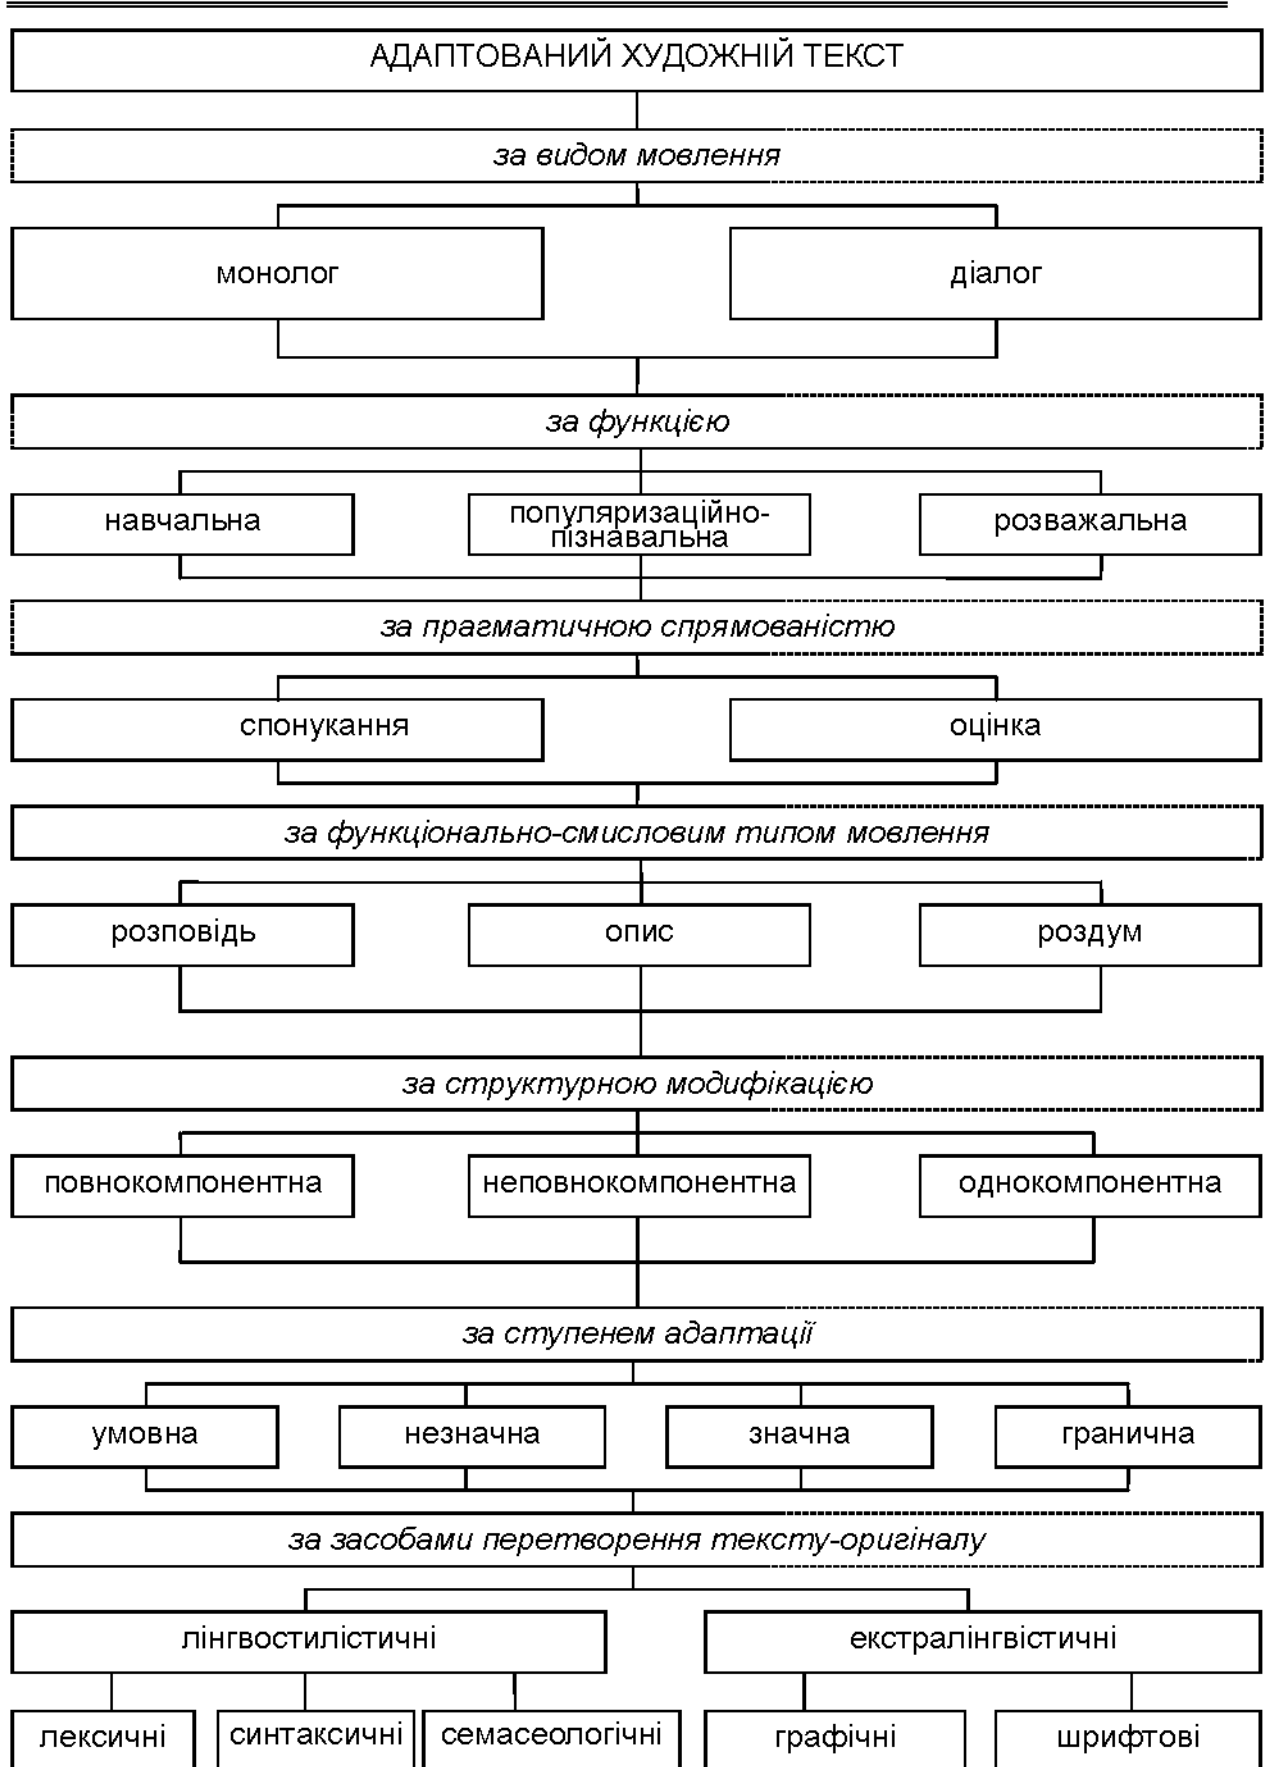 АДАПТОВАНИЙ ХУДОЖНІЙ ТЕКСТ
за видом мовлення
монолог
діалог
за функцією
навчальна
популяризаційно-
пізнавальна
розважальна
за прагматичною спрямованістю
спонукання
оцінка
за функціонально-смисловим типом мовлення
розповідь
опис
роздум
за структурною модифікацією
повнокомпонентна
неповнокомпонентна
однокомпонентна
за ступенем адаптації
умовна
незначна
значна
гранична
за засобами перетворення тексту-оригіналу
лінгвостилістичні
екстралінгвістичні
лексичні
синтаксичні
семасеологічні
графічні
шрифтові